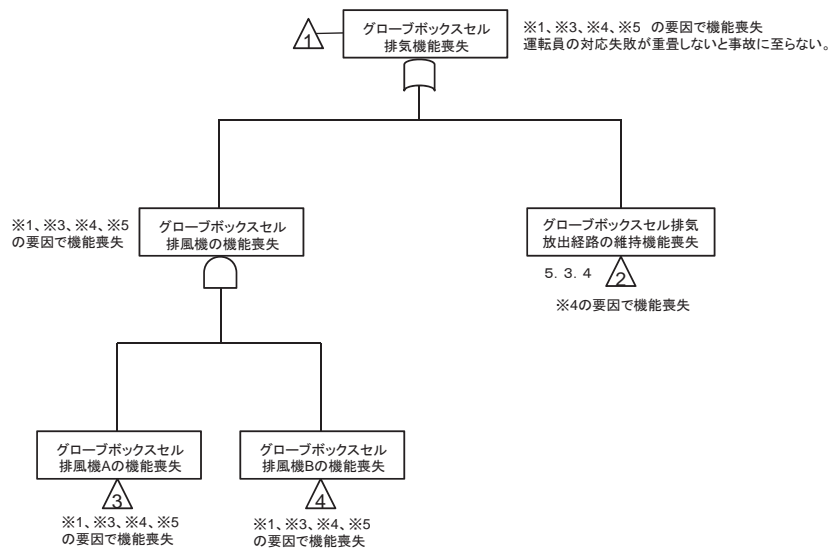 1
グローブボックスセル
排気機能喪失
※1、※3、※4、※5 の要因で機能喪失
運転員の対応失敗が重畳しないと事故に至らない。
※1、※3、※4、※5
の要因で機能喪失
グローブボックスセル
排風機の機能喪失
グローブボックスセル排気
放出経路の維持機能喪失
5.3.4
2
※4の要因で機能喪失
グローブボックスセル
排風機Aの機能喪失
3
※1、※3、※4、※5
の要因で機能喪失
グローブボックスセル
排風機Bの機能喪失
4
※1、※3、※4、※5
の要因で機能喪失